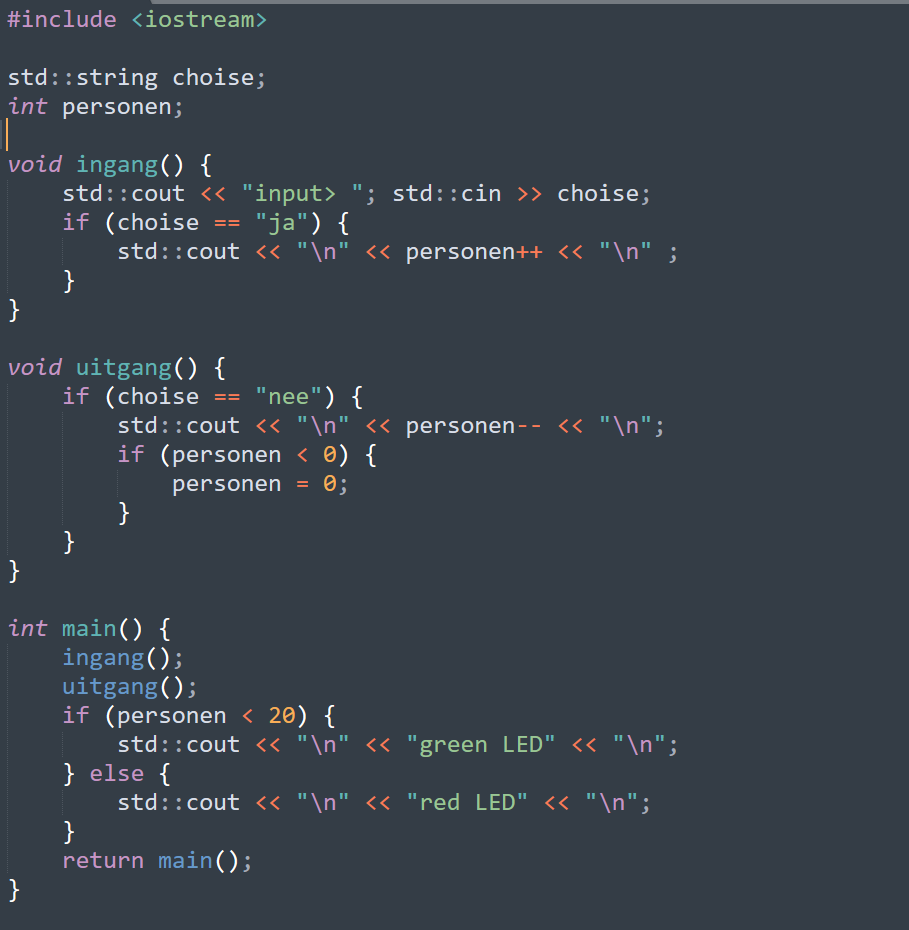 #include <iostream>
std::string choise;
int personen;
void ingang() {
    std::cout << "input> "; std::cin >> choise;
    if (choise == "ja") {
        std::cout << "\n" << personen++ << "\n" ;
    }
}
void uitgang() {
    if (choise == "nee") {
        std::cout << "\n" << personen-- << "\n";
        if (personen < 0) {
            personen = 0;
        }
    }
}
int main() {
    ingang();
    uitgang();
    if (personen < 20) {
        std::cout << "\n" << "green LED" << "\n";
    } else {
        std::cout << "\n" << "red LED" << "\n";
    }
    return main();
}